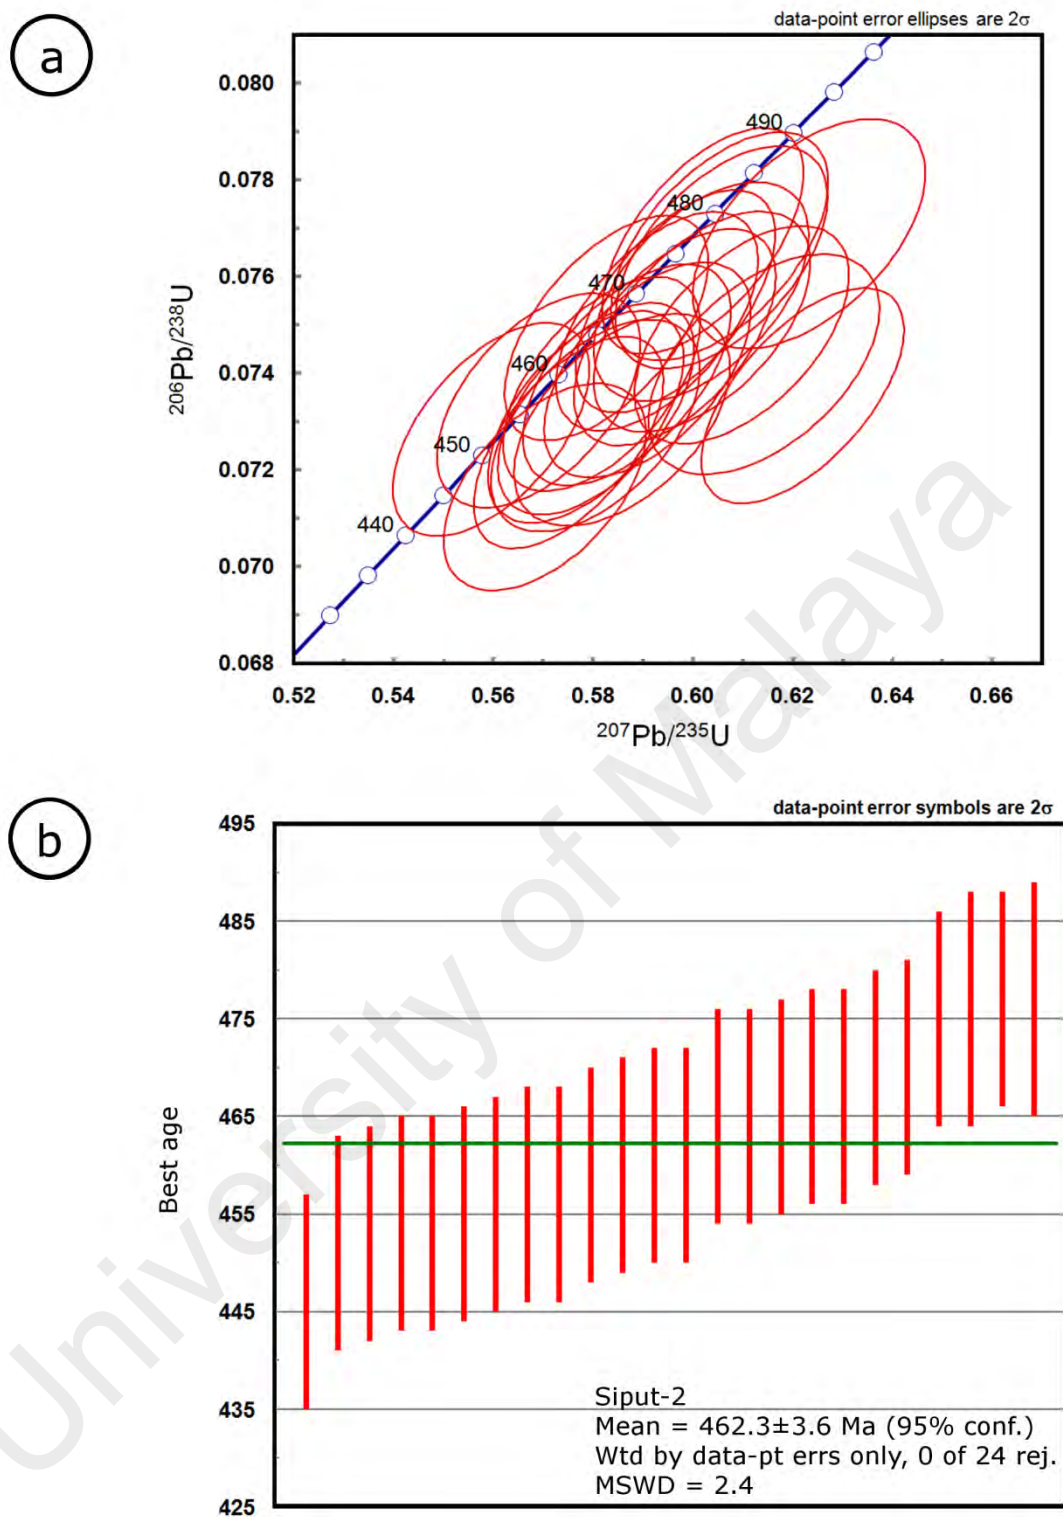 a
data-point error ellipses are 2σ
0.080
0.078
0.076
0.074
0.072
0.070
0.068
206Pb/238U
490
480
470
460
450
440
0.52 0.54 0.56 0.58 0.60 0.62 0.64 0.66
207Pb/235U
b
data-point error symbols are 2σ
495
485
475
465
455
445
435
425
Best age
Siput-2
Mean = 462.3±3.6 Ma (95% conf.)
Wtd by data-pt errs only, 0 of 24 rej.
MSWD = 2.4
University of Malaya